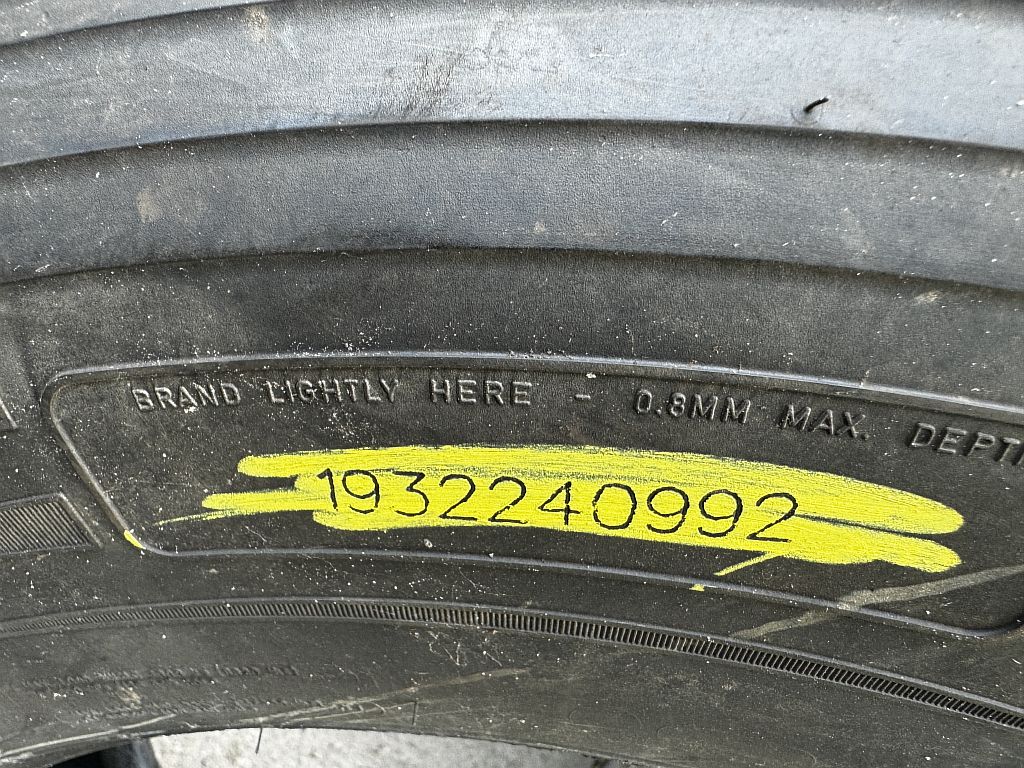 BRAND LIGHTLY HERE - 0.8MM MAX. DEPTH
1932240992